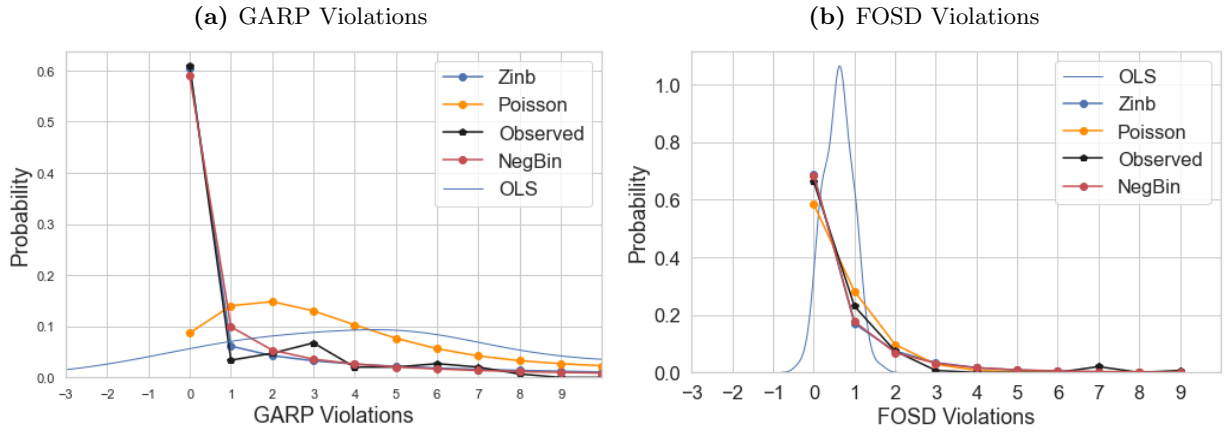 (a) GARP Violations
Probability
0.6
0.5
0.4
0.3
0.2
0.1
0.0
Zinb
Poisson
Observed
NegBin
OLS
−3 −2 −1 0 1 2 3 4 5 6 7 8 9
GARP Violations
(b) FOSD Violations
Probability
1.0
0.8
0.6
0.4
0.2
0.0
OLS
Zinb
Poisson
Observed
NegBin
−3 −2 −1 0 1 2 3 4 5 6 7 8 9
FOSD Violations